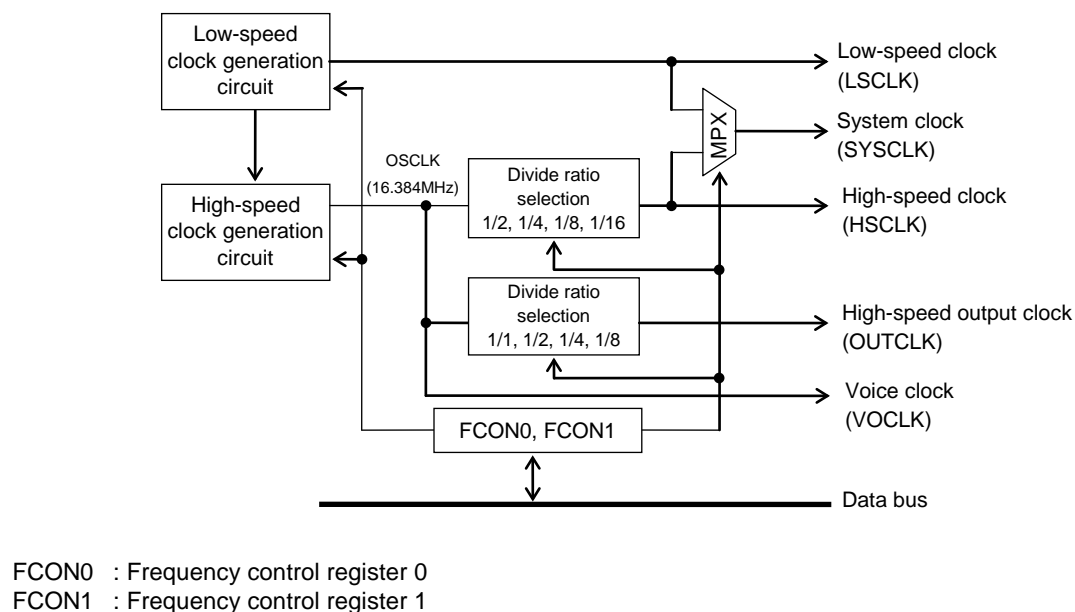 Low-speed
clock generation
circuit
Low-speed clock
(LSCLK)
MPX
System clock
(SYSCLK)
OSCLK
(16.384MHz)
Divide ratio
selection
1/2, 1/4, 1/8, 1/16
High-speed
clock generation
circuit
High-speed clock
(HSCLK)
Divide ratio
selection
1/1, 1/2, 1/4, 1/8
High-speed output clock
(OUTCLK)
Voice clock
(VOCLK)
FCON0, FCON1
Data bus
FCON0 : Frequency control register 0
FCON1 : Frequency control register 1